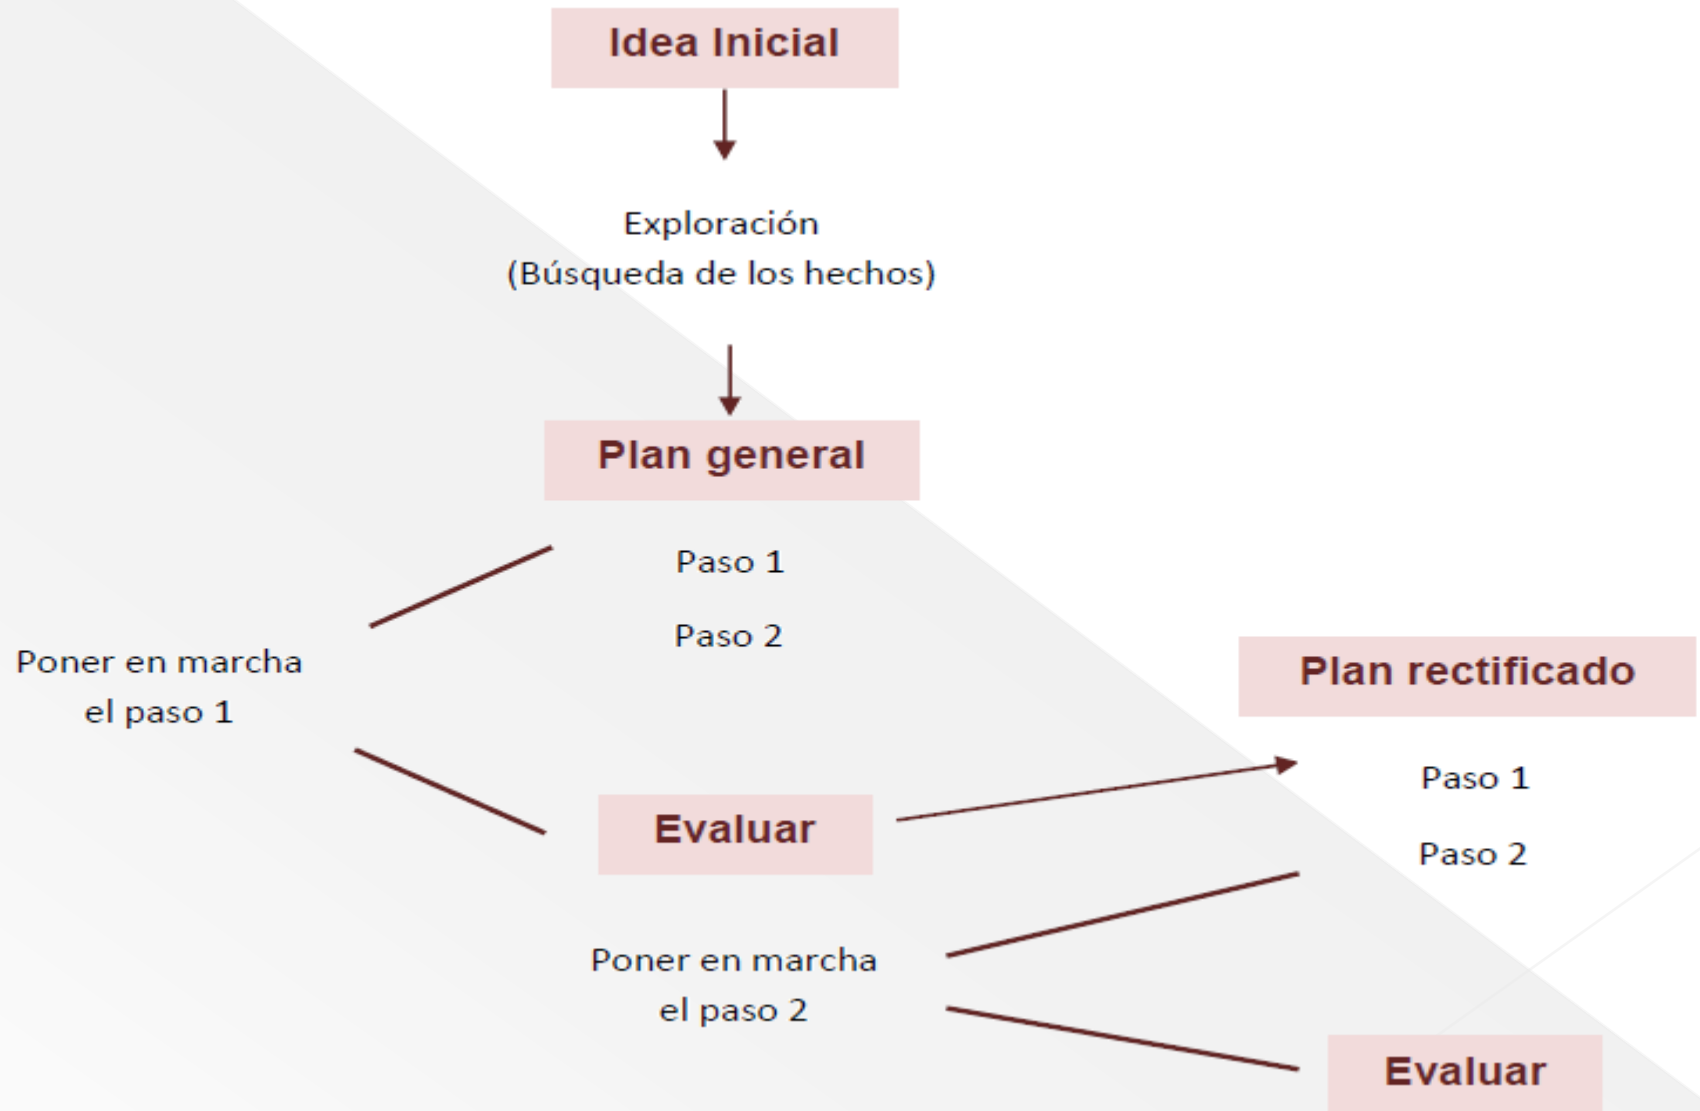 Idea Inicial
Exploración
(Búsqueda de los hechos)
Plan general
Paso 1
Paso 2
Poner en marcha
el paso 1
Evaluar
Plan rectificado
Paso 1
Paso 2
Poner en marcha
el paso 2
Evaluar